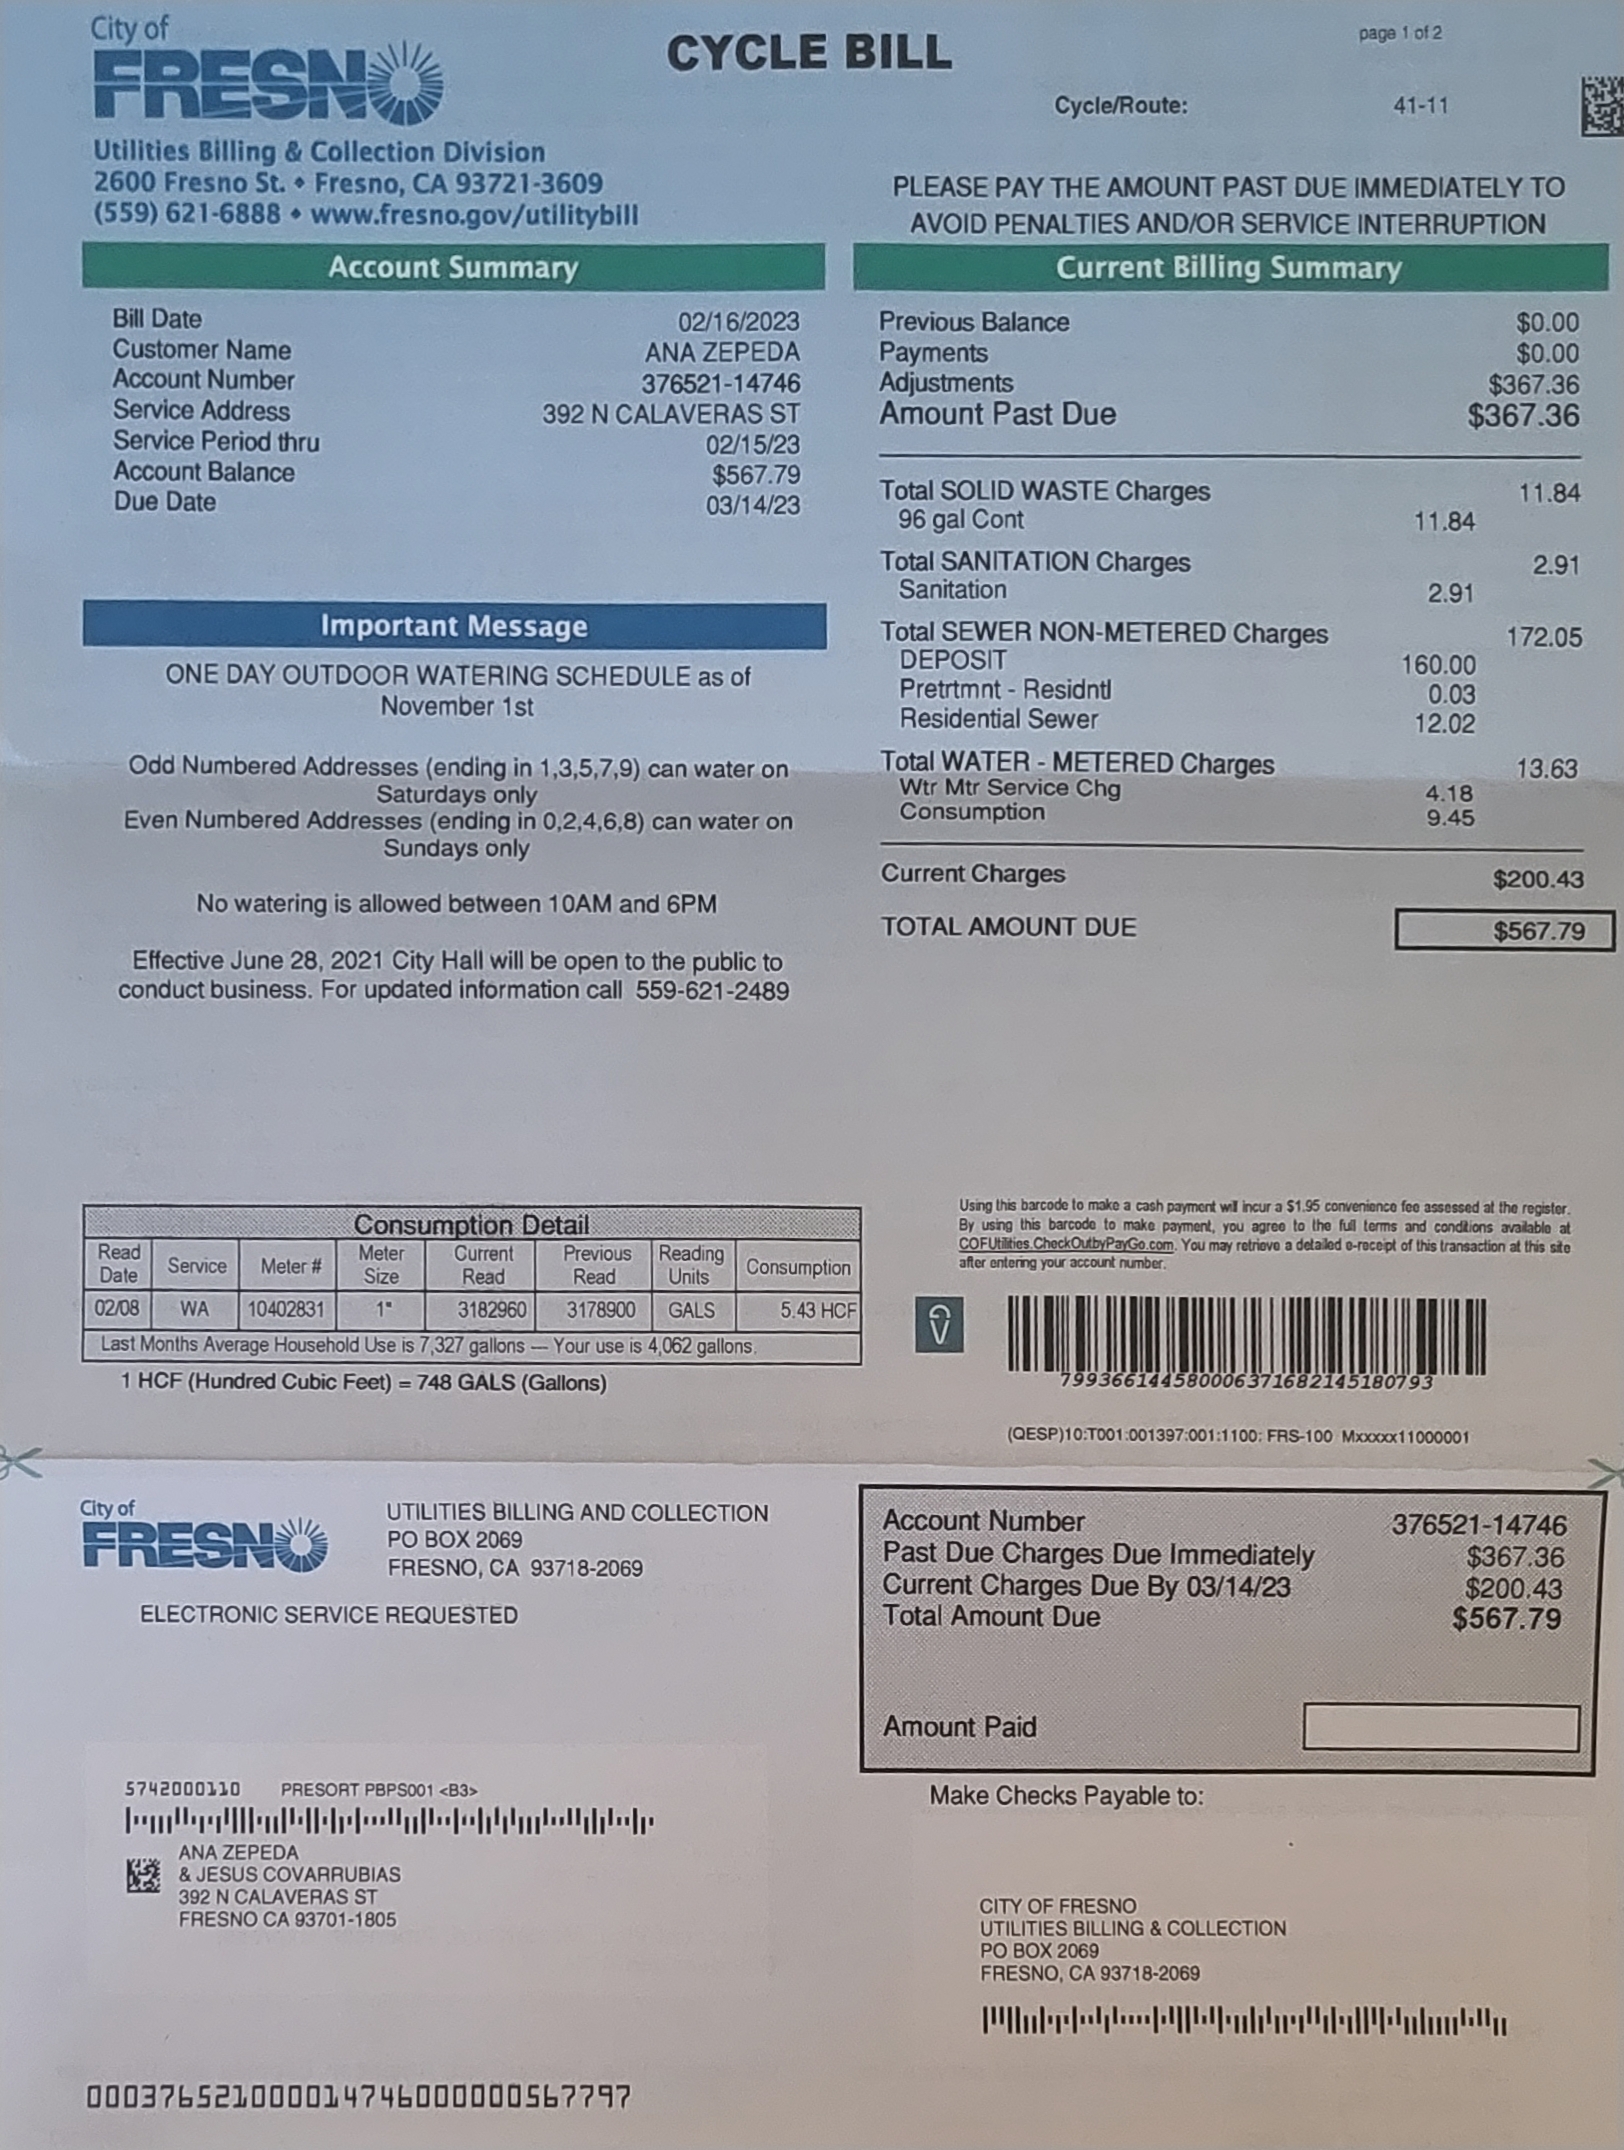 City of
FRESNO
Utilities Billing & Collection Division
2600 Fresno St. • Fresno, CA 93721-3609
(559) 621-6888 • www.fresno.gov/utilitybill
CYCLE BILL
page 1 of 2
Cycle/Route: 41-11
PLEASE PAY THE AMOUNT PAST DUE IMMEDIATELY TO
AVOID PENALTIES AND/OR SERVICE INTERRUPTION
Account Summary
Bill Date 02/16/2023
Customer Name ANA ZEPEDA
Account Number 376521-14746
Service Address 392 N CALAVERAS ST
Service Period thru 02/15/23
Account Balance $567.79
Due Date 03/14/23
Important Message
ONE DAY OUTDOOR WATERING SCHEDULE as of
November 1st
Odd Numbered Addresses (ending in 1,3,5,7,9) can water on
Saturdays only
Even Numbered Addresses (ending in 0,2,4,6,8) can water on
Sundays only
No watering is allowed between 10AM and 6PM
Effective June 28, 2021 City Hall will be open to the public to
conduct business. For updated information call 559-621-2489
Current Billing Summary
Previous Balance $0.00
Payments $0.00
Adjustments $367.36
Amount Past Due $367.36
Total SOLID WASTE Charges 11.84
96 gal Cont 11.84
Total SANITATION Charges 2.91
Sanitation 2.91
Total SEWER NON-METERED Charges 172.05
DEPOSIT 160.00
Pretrtmnt - Residntl 0.03
Residential Sewer 12.02
Total WATER - METERED Charges 13.63
Wtr Mtr Service Chg 4.18
Consumption 9.45
Current Charges $200.43
TOTAL AMOUNT DUE $567.79
Consumption Detail
Read Date Service Meter # Meter Size Current Read Previous Read Reading Units Consumption
02/08 WA 10402831 1" 3182960 3178900 GALS 5.43 HCF
Last Months Average Household Use is 7,327 gallons — Your use is 4,062 gallons.
1 HCF (Hundred Cubic Feet) = 748 GALS (Gallons)
Using this barcode to make a cash payment will incur a $1.95 convenience fee assessed at the register.
By using this barcode to make payment, you agree to the full terms and conditions available at
COFUtilities.CheckOutbyPayGo.com. You may retrieve a detailed e-receipt of this transaction at this site
after entering your account number.
799366144580006371682145180793
(QESP)10:T001:001397:001:1100: FRS-100 Mxxxxx11000001
City of
FRESNO
UTILITIES BILLING AND COLLECTION
PO BOX 2069
FRESNO, CA 93718-2069
ELECTRONIC SERVICE REQUESTED
Account Number 376521-14746
Past Due Charges Due Immediately $367.36
Current Charges Due By 03/14/23 $200.43
Total Amount Due $567.79
Amount Paid
Make Checks Payable to:
5742000110 PRESORT PBPS001 <B3>
ANA ZEPEDA
& JESUS COVARRUBIAS
392 N CALAVERAS ST
FRESNO CA 93701-1805
CITY OF FRESNO
UTILITIES BILLING & COLLECTION
PO BOX 2069
FRESNO, CA 93718-2069
000376521000014746000000567797